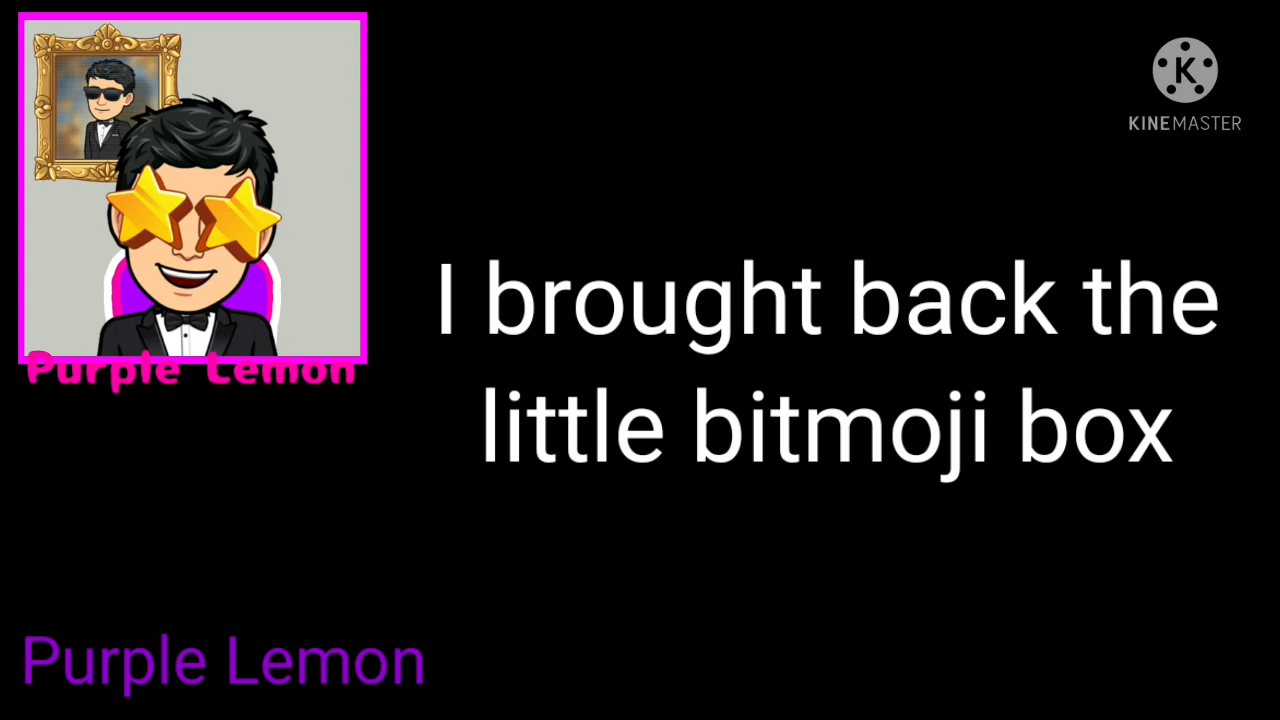 K
KINEMASTER
I brought back the
little bitmoji box
Purple Lemon
Purple Lemon